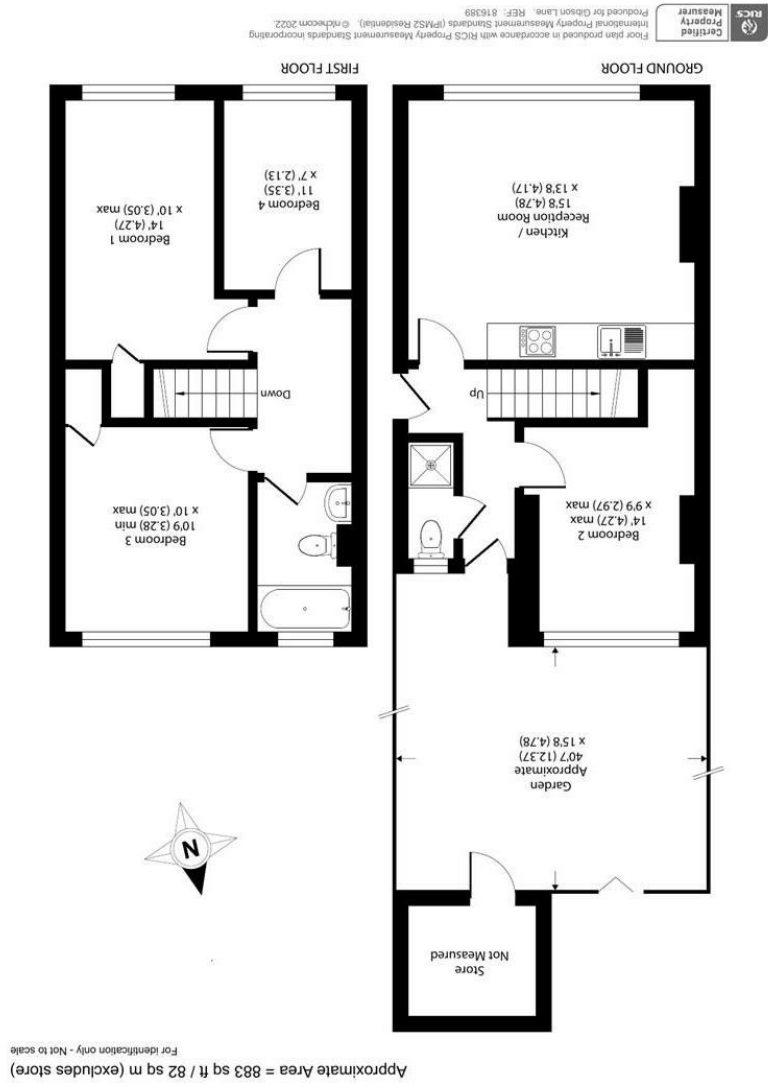 Approximate Area = 883 sq ft / 82 sq m (excludes store)
For identification only - Not to scale
Store
Not Measured
N
Garden
Approximate
40'7 (12.37)
x 15'8 (4.78)
Bedroom 2
14' (4.27) max
x 9'9 (2.97) max
Up
Kitchen /
Reception Room
15'8 (4.78)
x 13'8 (4.17)
GROUND FLOOR
Bedroom 3
10'9 (3.28) min
x 10' (3.05) max
Down
Bedroom 4
11' (3.35)
x 7' (2.13)
Bedroom 1
14' (4.27)
x 10' (3.05) max
FIRST FLOOR
RICS
Certified
Property
Measurer
Floor plan produced in accordance with RICS Property Measurement Standards incorporating
International Property Measurement Standards (IPMS2 Residential). ©nichecom 2022.
Produced for Gibson Lane. REF: 816389